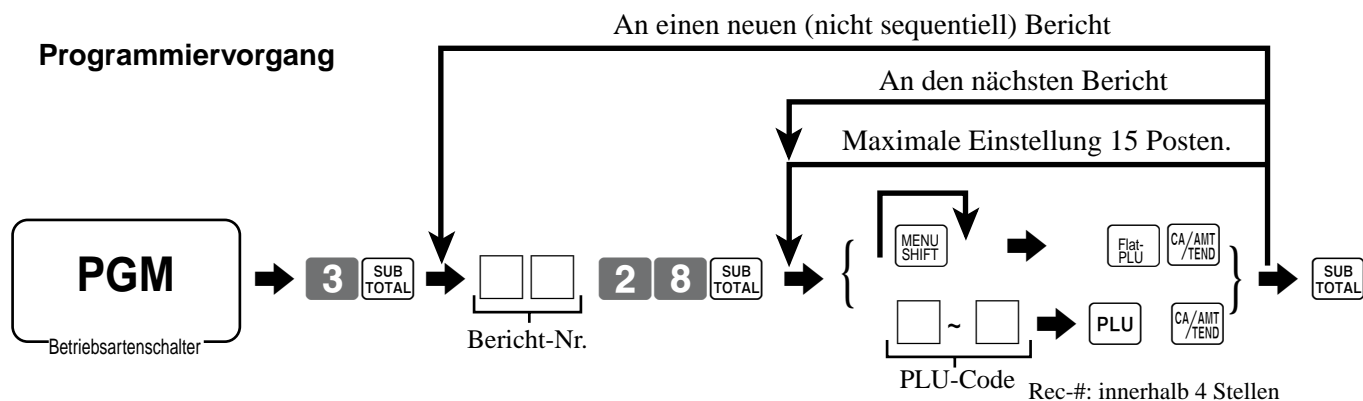 An einen neuen (nicht sequentiell) Bericht
Programmiervorgang
An den nächsten Bericht
Maximale Einstellung 15 Posten.
MENU SHIFT
Flat-PLU
CA/AMT /TEND
PGM
3
SUB TOTAL
2 8
SUB TOTAL
SUB TOTAL
Betriebsartenschalter
Bericht-Nr.
~
PLU
CA/AMT /TEND
PLU-Code
Rec-#: innerhalb 4 Stellen